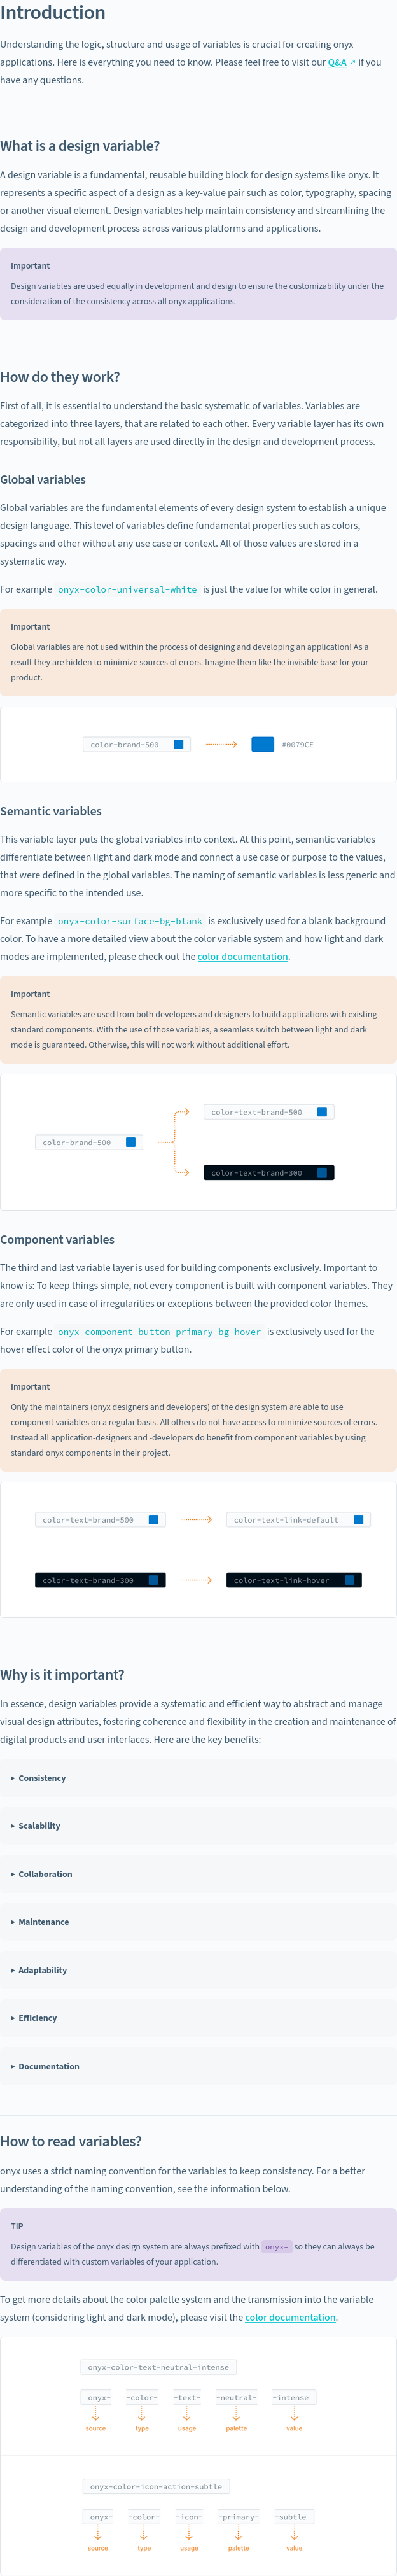 Introduction
Understanding the logic, structure and usage of variables is crucial for creating onyx
applications. Here is everything you need to know. Please feel free to visit our Q&A ↗ if you
have any questions.
What is a design variable?
A design variable is a fundamental, reusable building block for design systems like onyx. It
represents a specific aspect of a design as a key-value pair such as color, typography, spacing
or another visual element. Design variables help maintain consistency and streamlining the
design and development process across various platforms and applications.
Important
Design variables are used equally in development and design to ensure the customizability under the
consideration of the consistency across all onyx applications.
How do they work?
First of all, it is essential to understand the basic systematic of variables. Variables are
categorized into three layers, that are related to each other. Every variable layer has its own
responsibility, but not all layers are used directly in the design and development process.
Global variables
Global variables are the fundamental elements of every design system to establish a unique
design language. This level of variables define fundamental properties such as colors,
spacings and other without any use case or context. All of those values are stored in a
systematic way.
For example onyx-color-universal-white is just the value for white color in general.
Important
Global variables are not used within the process of designing and developing an application! As a
result they are hidden to minimize sources of errors. Imagine them like the invisible base for your
product.
color-brand-500 #0079CE
Semantic variables
This variable layer puts the global variables into context. At this point, semantic variables
differentiate between light and dark mode and connect a use case or purpose to the values,
that were defined in the global variables. The naming of semantic variables is less generic and
more specific to the intended use.
For example onyx-color-surface-bg-blank is exclusively used for a blank background
color. To have a more detailed view about the color variable system and how light and dark
modes are implemented, please check out the color documentation.
Important
Semantic variables are used from both developers and designers to build applications with existing
standard components. With the use of those variables, a seamless switch between light and dark
mode is guaranteed. Otherwise, this will not work without additional effort.
color-text-brand-500
color-brand-500
color-text-brand-300
Component variables
The third and last variable layer is used for building components exclusively. Important to
know is: To keep things simple, not every component is built with component variables. They
are only used in case of irregularities or exceptions between the provided color themes.
For example onyx-component-button-primary-bg-hover is exclusively used for the
hover effect color of the onyx primary button.
Important
Only the maintainers (onyx designers and developers) of the design system are able to use
component variables on a regular basis. All others do not have access to minimize sources of errors.
Instead all application-designers and -developers do benefit from component variables by using
standard onyx components in their project.
color-text-brand-500 color-text-link-default
color-text-brand-300 color-text-link-hover
Why is it important?
In essence, design variables provide a systematic and efficient way to abstract and manage
visual design attributes, fostering coherence and flexibility in the creation and maintenance of
digital products and user interfaces. Here are the key benefits:
▸ Consistency
▸ Scalability
▸ Collaboration
▸ Maintenance
▸ Adaptability
▸ Efficiency
▸ Documentation
How to read variables?
onyx uses a strict naming convention for the variables to keep consistency. For a better
understanding of the naming convention, see the information below.
TIP
Design variables of the onyx design system are always prefixed with onyx- so they can always be
differentiated with custom variables of your application.
To get more details about the color palette system and the transmission into the variable
system (considering light and dark mode), please visit the color documentation.
onyx-color-text-neutral-intense
onyx- -color- -text- -neutral- -intense
source type usage palette value
onyx-color-icon-action-subtle
onyx- -color- -icon- -primary- -subtle
source type usage palette value